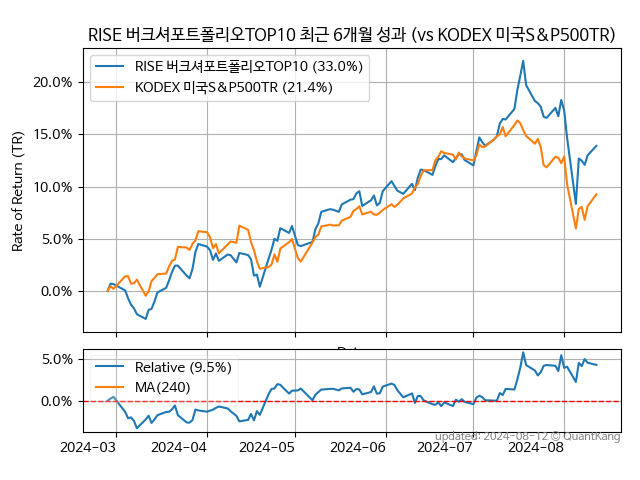 RISE 버크셔포트폴리오TOP10 최근 6개월 성과 (vs KODEX 미국S&P500TR)
Rate of Return (TR)
20.0%
15.0%
10.0%
5.0%
0.0%
RISE 버크셔포트폴리오TOP10 (33.0%)
KODEX 미국S&P500TR (21.4%)
5.0%
0.0%
Relative (9.5%)
MA(240)
2024-03
2024-04
2024-05
2024-06
2024-07
2024-08
updated: 2024-08-12 © QuantKang